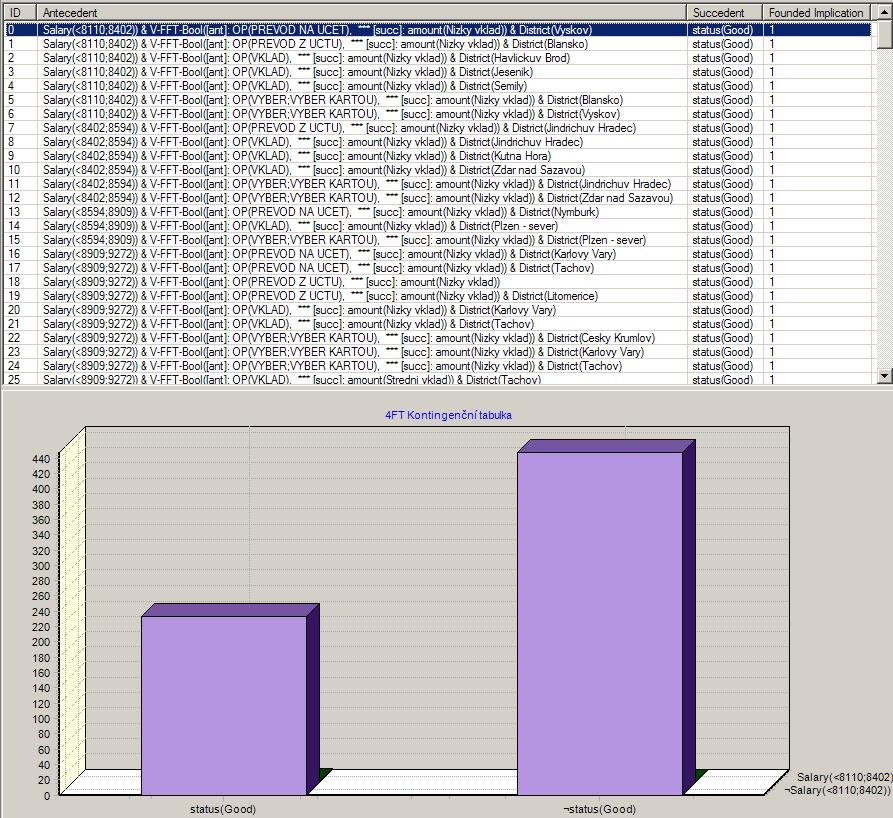 ID Antecedent Succedent Founded Implication
0 Salary(<8110;8402)) & V-FFT-Bool([ant]: OP(PREVOD NA UCET), *** [succ]: amount(Nizky vklad)) & District(Vyskov) status(Good) 1
1 Salary(<8110;8402)) & V-FFT-Bool([ant]: OP(PREVOD Z UCTU), *** [succ]: amount(Nizky vklad)) & District(Blansko) status(Good) 1
2 Salary(<8110;8402)) & V-FFT-Bool([ant]: OP(VKLAD), *** [succ]: amount(Nizky vklad)) & District(Havlickuv Brod) status(Good) 1
3 Salary(<8110;8402)) & V-FFT-Bool([ant]: OP(VKLAD), *** [succ]: amount(Nizky vklad)) & District(Jesenik) status(Good) 1
4 Salary(<8110;8402)) & V-FFT-Bool([ant]: OP(VKLAD), *** [succ]: amount(Nizky vklad)) & District(Semily) status(Good) 1
5 Salary(<8110;8402)) & V-FFT-Bool([ant]: OP(VYBER;VYBER KARTOU), *** [succ]: amount(Nizky vklad)) & District(Blansko) status(Good) 1
6 Salary(<8110;8402)) & V-FFT-Bool([ant]: OP(VYBER;VYBER KARTOU), *** [succ]: amount(Nizky vklad)) & District(Vyskov) status(Good) 1
7 Salary(<8402;8594)) & V-FFT-Bool([ant]: OP(PREVOD Z UCTU), *** [succ]: amount(Nizky vklad)) & District(Jindrichuv Hradec) status(Good) 1
8 Salary(<8402;8594)) & V-FFT-Bool([ant]: OP(VKLAD), *** [succ]: amount(Nizky vklad)) & District(Jindrichuv Hradec) status(Good) 1
9 Salary(<8402;8594)) & V-FFT-Bool([ant]: OP(VKLAD), *** [succ]: amount(Nizky vklad)) & District(Kutna Hora) status(Good) 1
10 Salary(<8402;8594)) & V-FFT-Bool([ant]: OP(VKLAD), *** [succ]: amount(Nizky vklad)) & District(Zdar nad Sazavou) status(Good) 1
11 Salary(<8402;8594)) & V-FFT-Bool([ant]: OP(VYBER;VYBER KARTOU), *** [succ]: amount(Nizky vklad)) & District(Jindrichuv Hradec) status(Good) 1
12 Salary(<8402;8594)) & V-FFT-Bool([ant]: OP(VYBER;VYBER KARTOU), *** [succ]: amount(Nizky vklad)) & District(Zdar nad Sazavou) status(Good) 1
13 Salary(<8594;8909)) & V-FFT-Bool([ant]: OP(PREVOD NA UCET), *** [succ]: amount(Nizky vklad)) & District(Nymburk) status(Good) 1
14 Salary(<8594;8909)) & V-FFT-Bool([ant]: OP(VKLAD), *** [succ]: amount(Nizky vklad)) & District(Plzen - sever) status(Good) 1
15 Salary(<8594;8909)) & V-FFT-Bool([ant]: OP(VYBER;VYBER KARTOU), *** [succ]: amount(Nizky vklad)) & District(Plzen - sever) status(Good) 1
16 Salary(<8909;9272)) & V-FFT-Bool([ant]: OP(PREVOD NA UCET), *** [succ]: amount(Nizky vklad)) & District(Karlovy Vary) status(Good) 1
17 Salary(<8909;9272)) & V-FFT-Bool([ant]: OP(PREVOD NA UCET), *** [succ]: amount(Nizky vklad)) & District(Tachov) status(Good) 1
18 Salary(<8909;9272)) & V-FFT-Bool([ant]: OP(PREVOD Z UCTU), *** [succ]: amount(Nizky vklad)) status(Good) 1
19 Salary(<8909;9272)) & V-FFT-Bool([ant]: OP(PREVOD Z UCTU), *** [succ]: amount(Nizky vklad)) & District(Litomerice) status(Good) 1
20 Salary(<8909;9272)) & V-FFT-Bool([ant]: OP(VKLAD), *** [succ]: amount(Nizky vklad)) & District(Karlovy Vary) status(Good) 1
21 Salary(<8909;9272)) & V-FFT-Bool([ant]: OP(VKLAD), *** [succ]: amount(Nizky vklad)) & District(Tachov) status(Good) 1
22 Salary(<8909;9272)) & V-FFT-Bool([ant]: OP(VYBER;VYBER KARTOU), *** [succ]: amount(Nizky vklad)) & District(Cesky Krumlov) status(Good) 1
23 Salary(<8909;9272)) & V-FFT-Bool([ant]: OP(VYBER;VYBER KARTOU), *** [succ]: amount(Nizky vklad)) & District(Karlovy Vary) status(Good) 1
24 Salary(<8909;9272)) & V-FFT-Bool([ant]: OP(VYBER;VYBER KARTOU), *** [succ]: amount(Nizky vklad)) & District(Tachov) status(Good) 1
25 Salary(<8909;9272)) & V-FFT-Bool([ant]: OP(VKLAD), *** [succ]: amount(Stredni vklad)) & District(Tachov) status(Good) 1
4FT Kontingenční tabulka
440
420
400
380
360
340
320
300
280
260
240
220
200
180
160
140
120
100
80
60
40
20
0
status(Good)
¬status(Good)
Salary(<8110;8402)
¬Salary(<8110;8402))